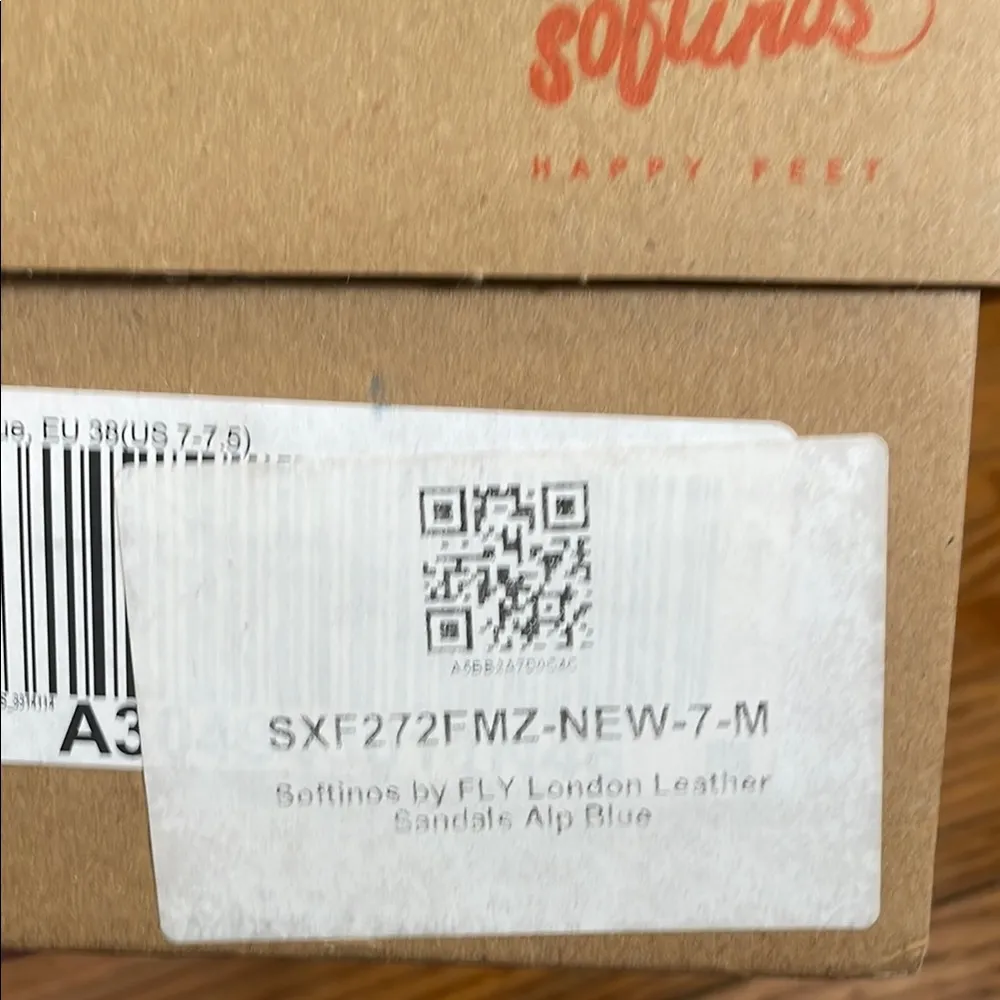 softinos
HAPPY FEET
ue, EU 38(US 7-7.5)
A3
SXF272FMZ-NEW-7-M
Softinos by FLY London Leather
Sandals Alp Blue